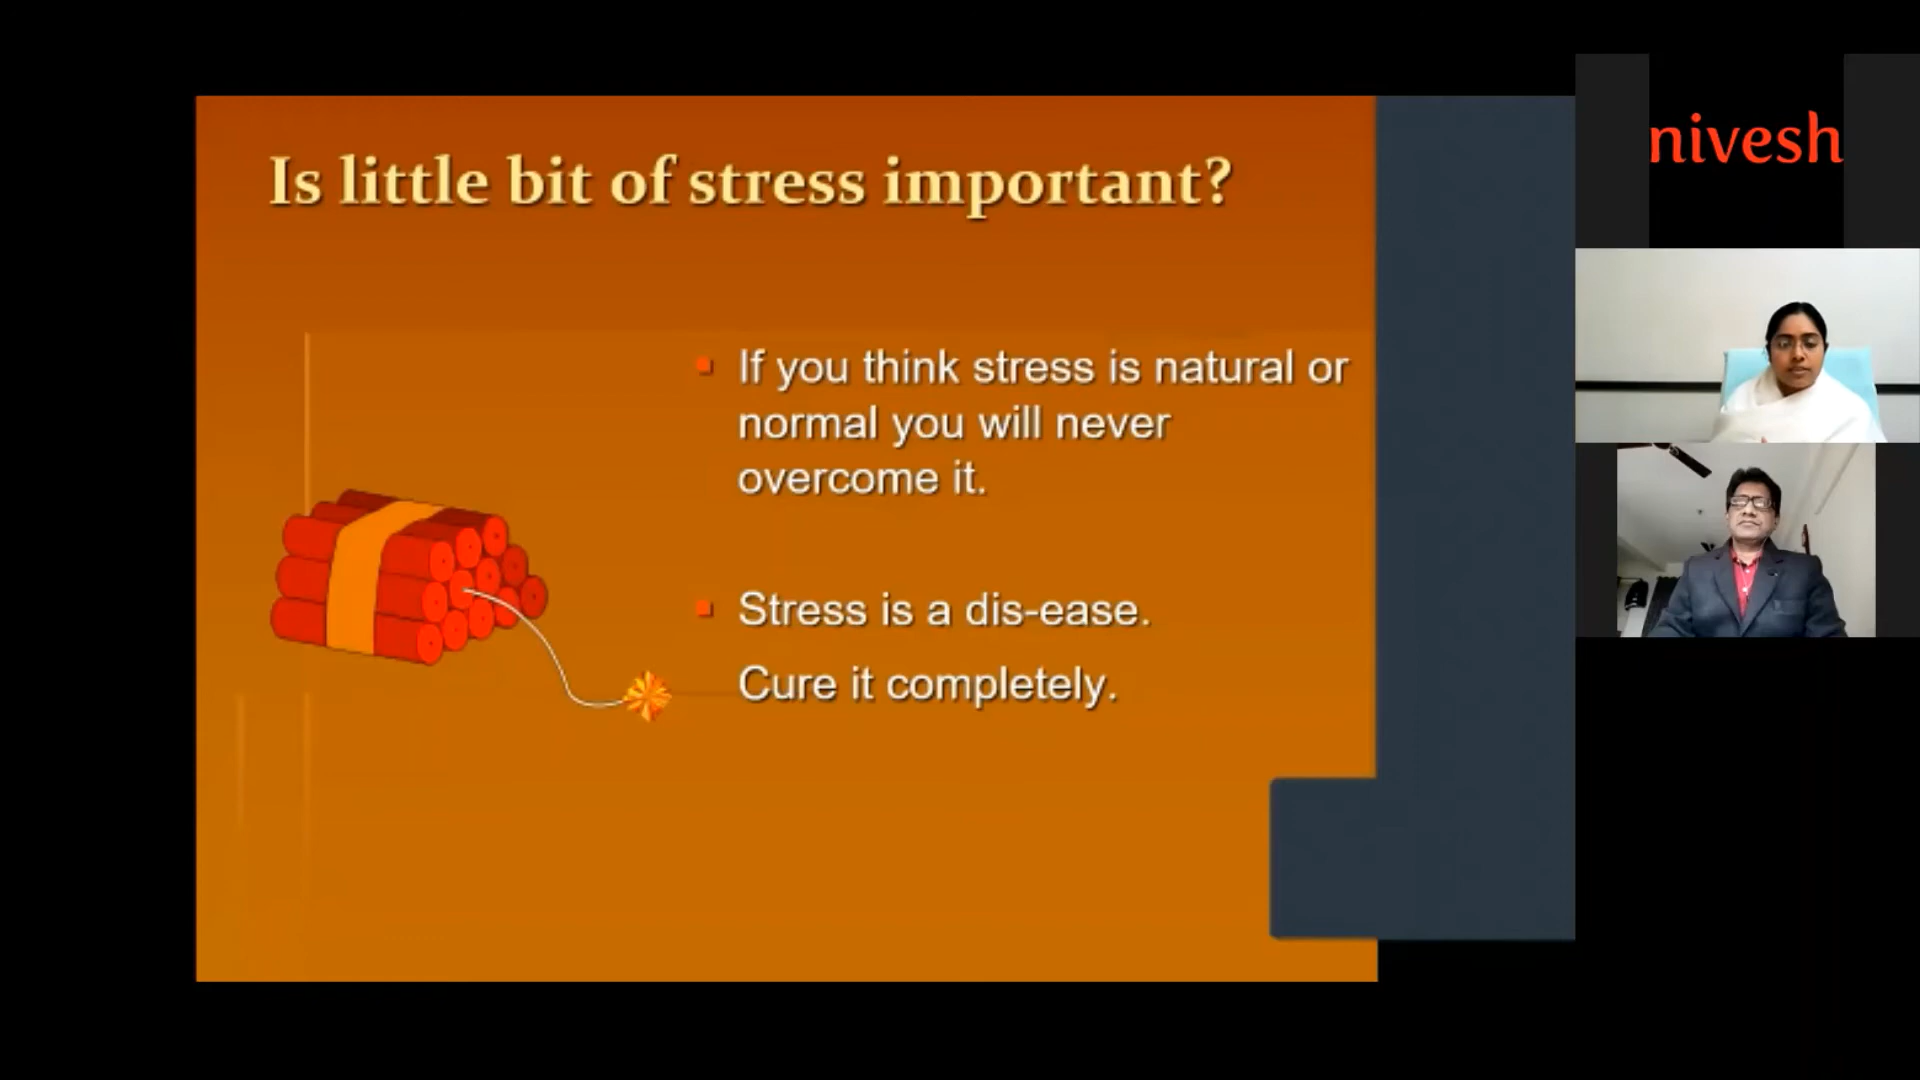 Is little bit of stress important?
If you think stress is natural or
normal you will never
overcome it.
Stress is a dis-ease.
Cure it completely.
nivesh